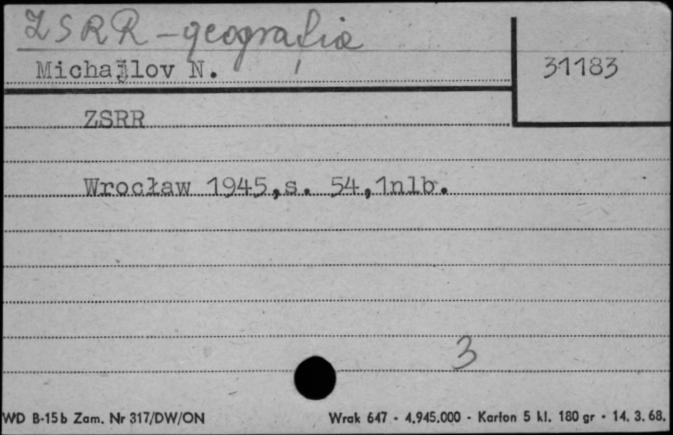 ZSRR - geografia
Michajlov N.
31183
ZSRR
Wrocław 1945,s. 54,1nlb.
3
WD B-15b Zam. Nr 317/DW/ON
Wrak 647 - 4.945.000 - Karton 5 kl. 180 gr - 14. 3. 68.